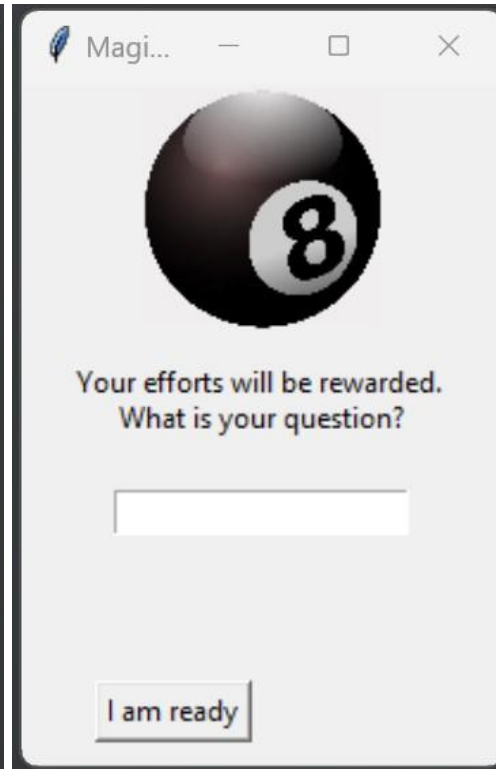 Magi...
8
Your efforts will be rewarded.
What is your question?
I am ready